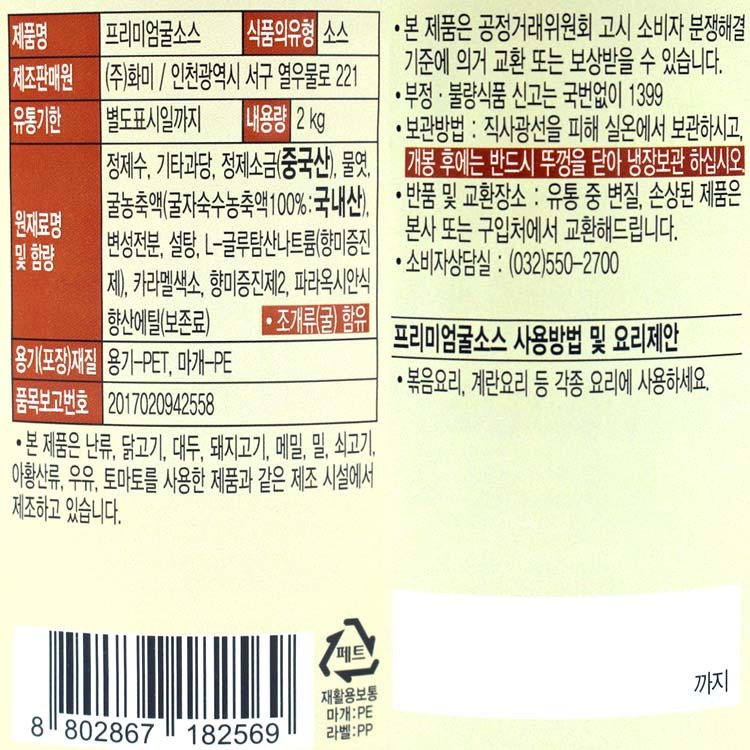 제품명 프리미엄굴소스 식품의유형 소스
제조판매원 (주)화미 / 인천광역시 서구 열우물로 221
유통기한 별도표시일까지 내용량 2 kg
원재료명 및 함량
정제수, 기타과당, 정제소금(중국산), 물엿,
굴농축액(굴자숙수농축액100%:국내산),
변성전분, 설탕, L-글루탐산나트륨(향미증진
제), 카라멜색소, 향미증진제2, 파라옥시안식
향산에틸(보존료) • 조개류(굴) 함유
용기(포장)재질 용기-PET, 마개-PE
품목보고번호 2017020942558
• 본 제품은 난류, 닭고기, 대두, 돼지고기, 메밀, 밀, 쇠고기,
아황산류, 우유, 토마토를 사용한 제품과 같은 제조 시설에서
제조하고 있습니다.
8 802867 182569
페트
재활용보통
마개:PE
라벨:PP
• 본 제품은 공정거래위원회 고시 소비자 분쟁해결
기준에 의거 교환 또는 보상받을 수 있습니다.
• 부정 · 불량식품 신고는 국번없이 1399
• 보관방법 : 직사광선을 피해 실온에서 보관하시고,
개봉 후에는 반드시 뚜껑을 닫아 냉장보관 하십시오.
• 반품 및 교환장소 : 유통 중 변질, 손상된 제품은
본사 또는 구입처에서 교환해드립니다.
• 소비자상담실 : (032)550-2700
프리미엄굴소스 사용방법 및 요리제안
• 볶음요리, 계란요리 등 각종 요리에 사용하세요.
까지